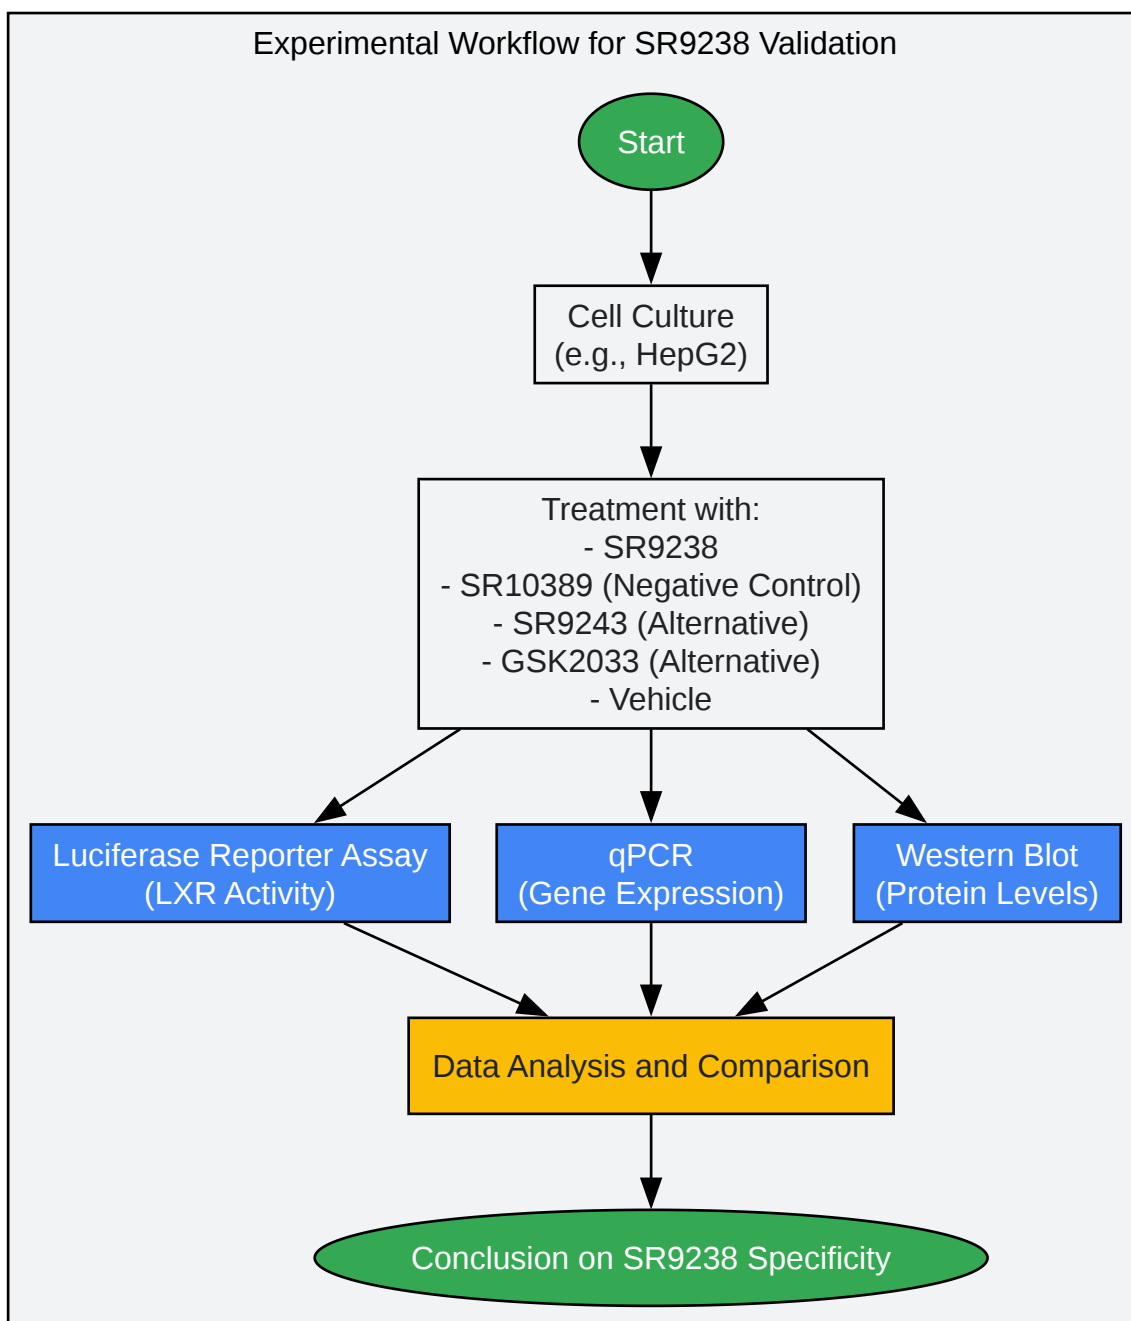 Experimental Workflow for SR9238 Validation
Start
Cell Culture
(e.g., HepG2)
Treatment with:
- SR9238
- SR10389 (Negative Control)
- SR9243 (Alternative)
- GSK2033 (Alternative)
- Vehicle
Luciferase Reporter Assay
(LXR Activity)
qPCR
(Gene Expression)
Western Blot
(Protein Levels)
Data Analysis and Comparison
Conclusion on SR9238 Specificity